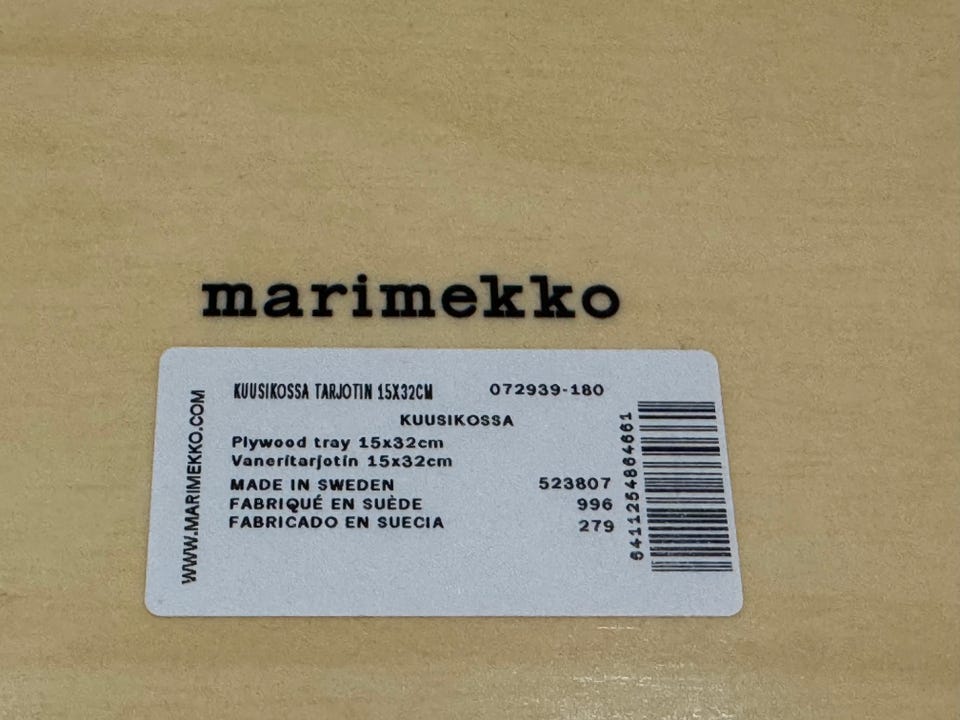 marimekko
WWW.MARIMEKKO.COM
KUUSIKOSSA TARJOTIN 15X32CM 072939-180
KUUSIKOSSA
Plywood tray 15x32cm
Vaneritarjotin 15x32cm
MADE IN SWEDEN 523807
FABRIQUÉ EN SUÈDE 996
FABRICADO EN SUECIA 279
6411254864661